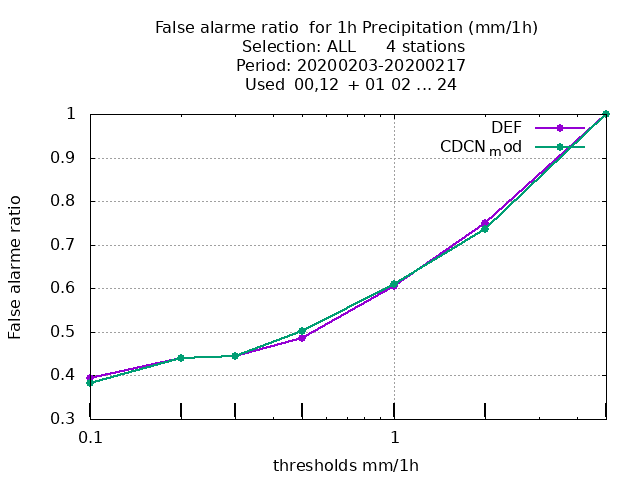 False alarme ratio  for 1h Precipitation (mm/1h)
Selection: ALL      4 stations
Period: 20200203-20200217
Used  00,12  + 01 02 ... 24
DEF
CDCNmod
1
0.9
0.8
0.7
0.6
0.5
0.4
0.3
False alarme ratio
0.1
1
thresholds mm/1h